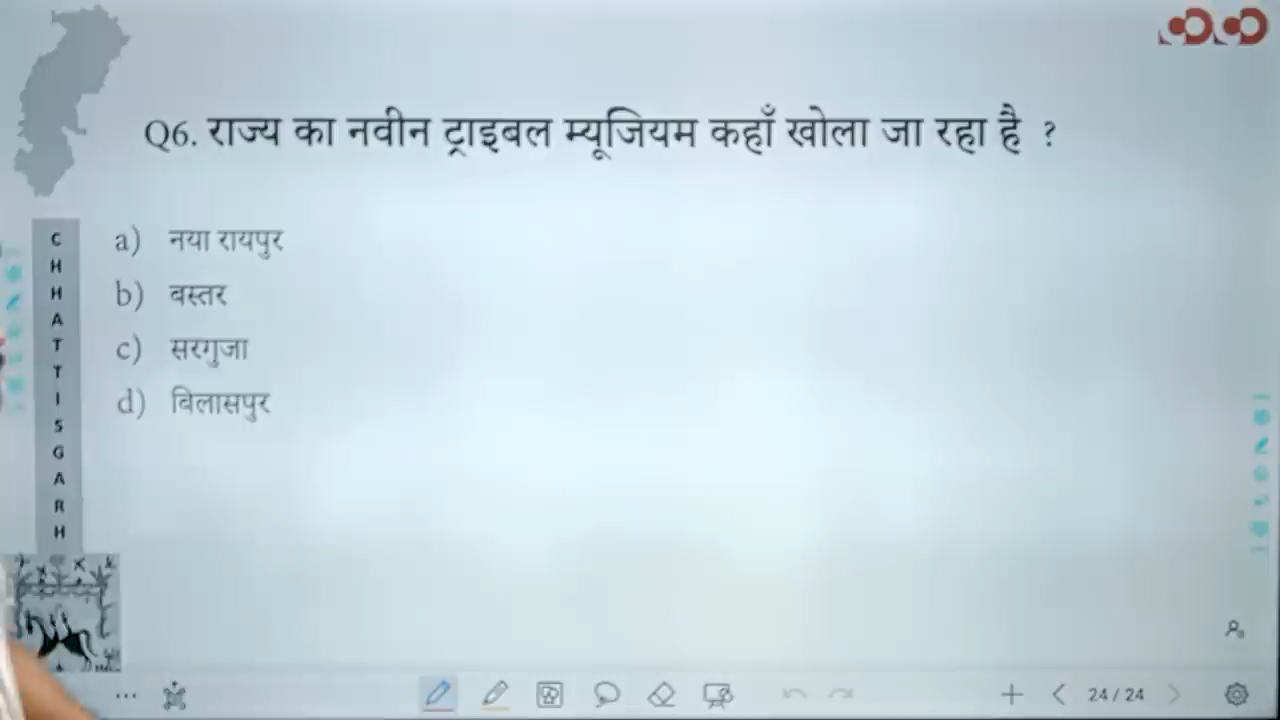 Q6. राज्य का नवीन ट्राइबल म्यूजियम कहाँ खोला जा रहा है ?
a) नया रायपुर
b) बस्तर
c) सरगुजा
d) बिलासपुर
CHHATTISGARH
24 / 24